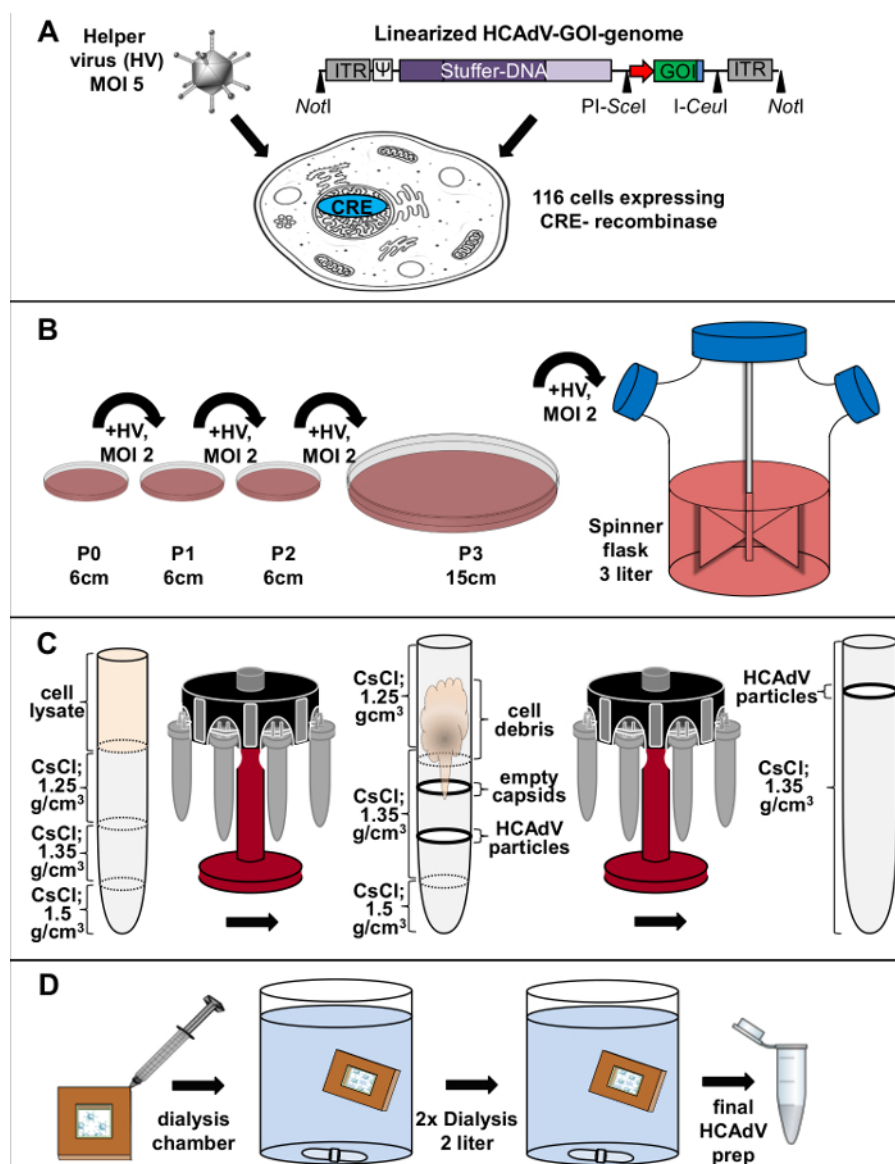 A
Helper
virus (HV)
MOI 5
Linearized HCAdV-GOI-genome
ITR Ψ Stuffer-DNA GOI ITR
NotI PI-SceI I-CeuI NotI
CRE
116 cells expressing
CRE- recombinase
B
+HV,
MOI 2
+HV,
MOI 2
+HV,
MOI 2
+HV,
MOI 2
P0
6cm
P1
6cm
P2
6cm
P3
15cm
Spinner
flask
3 liter
C
cell
lysate
CsCl;
1.25
g/cm³
CsCl;
1.35
g/cm³
CsCl;
1.5
g/cm³
CsCl;
1.25
gcm³
CsCl;
1.35
g/cm³
CsCl;
1.5
g/cm³
cell
debris
empty
capsids
HCAdV
particles
HCAdV
particles
CsCl;
1.35
g/cm³
D
dialysis
chamber
2x Dialysis
2 liter
final
HCAdV
prep